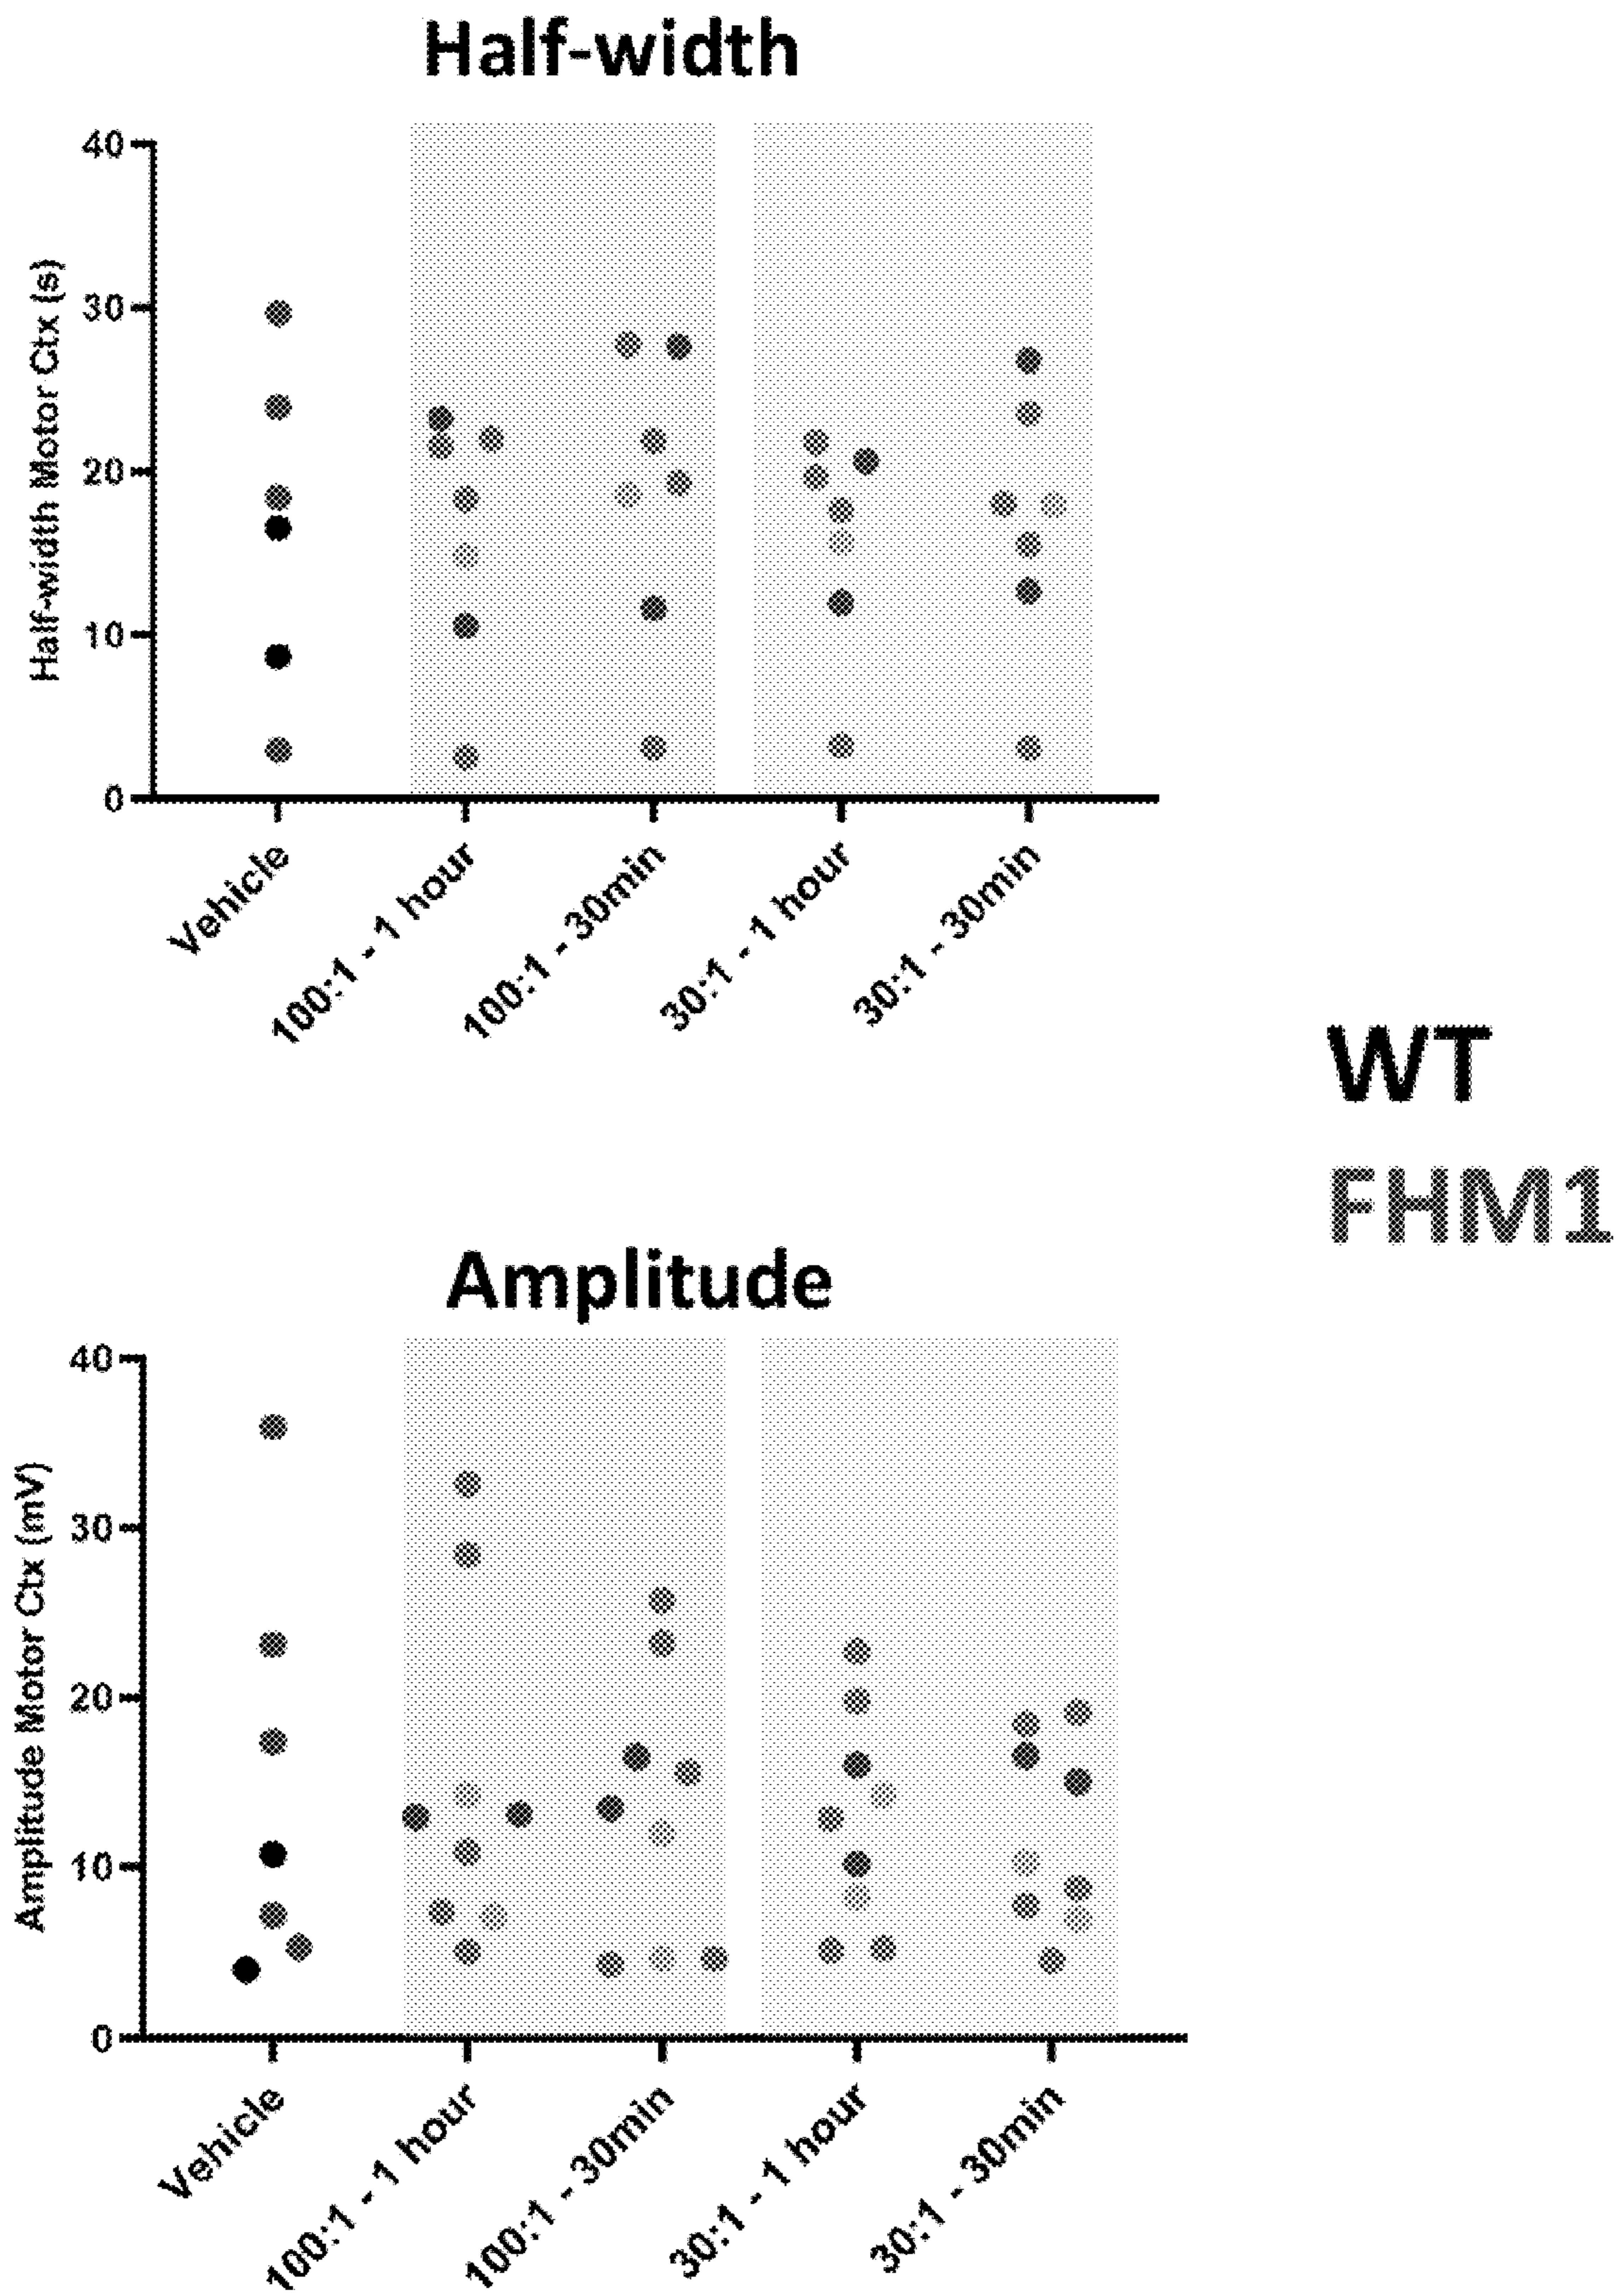 Half-width
Half-width Motor Ctx (s)
40
30
20
10
0
Vehicle
100:1 - 1 hour
100:1 - 30min
30:1 - 1 hour
30:1 - 30min
WT
FHM1
Amplitude
Amplitude Motor Ctx (mV)
40
30
20
10
0
Vehicle
100:1 - 1 hour
100:1 - 30min
30:1 - 1 hour
30:1 - 30min